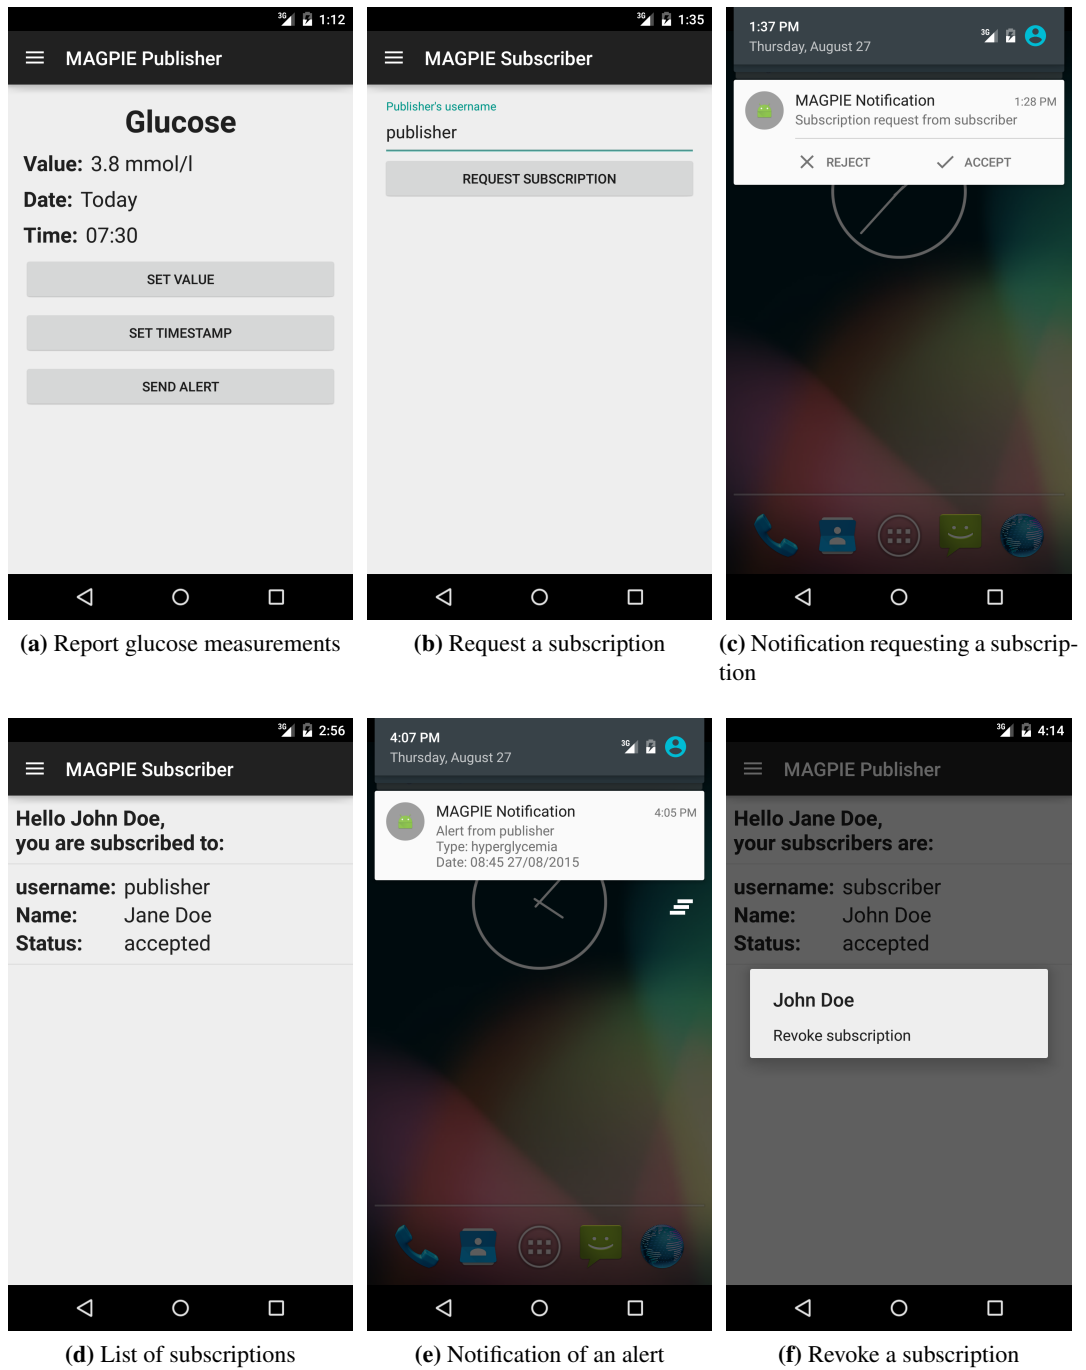 3G 1:12
MAGPIE Publisher
Glucose
Value: 3.8 mmol/l
Date: Today
Time: 07:30
SET VALUE
SET TIMESTAMP
SEND ALERT
(a) Report glucose measurements
3G 1:35
MAGPIE Subscriber
Publisher's username
publisher
REQUEST SUBSCRIPTION
(b) Request a subscription
1:37 PM
Thursday, August 27
3G
MAGPIE Notification 1:28 PM
Subscription request from subscriber
REJECT ACCEPT
(c) Notification requesting a subscrip-
tion
3G 2:56
MAGPIE Subscriber
Hello John Doe,
you are subscribed to:
username: publisher
Name: Jane Doe
Status: accepted
(d) List of subscriptions
4:07 PM
Thursday, August 27
3G
MAGPIE Notification 4:05 PM
Alert from publisher
Type: hyperglycemia
Date: 08:45 27/08/2015
(e) Notification of an alert
3G 4:14
MAGPIE Publisher
Hello Jane Doe,
your subscribers are:
username: subscriber
Name: John Doe
Status: accepted
John Doe
Revoke subscription
(f) Revoke a subscription